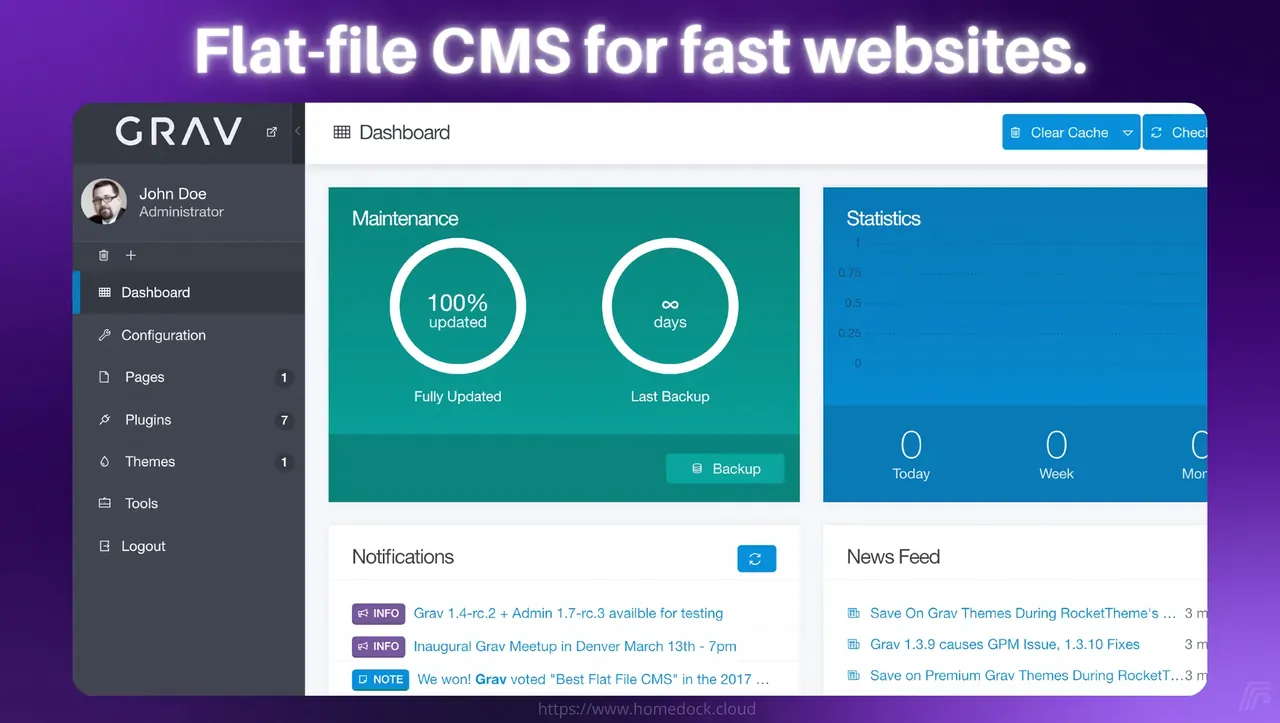 Flat-file CMS for fast websites.
GRAV
John Doe
Administrator
Dashboard
Configuration
Pages 1
Plugins 7
Themes 1
Tools
Logout
Dashboard
Clear Cache
Chec
Maintenance
100%
updated
∞
days
Fully Updated
Last Backup
Backup
Statistics
1
0.75
0.5
0.25
0
0
Today
0
Week
0
Mon
Notifications
INFO Grav 1.4-rc.2 + Admin 1.7-rc.3 availble for testing
INFO Inaugural Grav Meetup in Denver March 13th - 7pm
NOTE We won! Grav voted "Best Flat File CMS" in the 2017 ...
News Feed
Save On Grav Themes During RocketTheme's ... 3 m
Grav 1.3.9 causes GPM Issue, 1.3.10 Fixes 3 m
Save on Premium Grav Themes During RocketT... 3 m
https://www.homedock.cloud